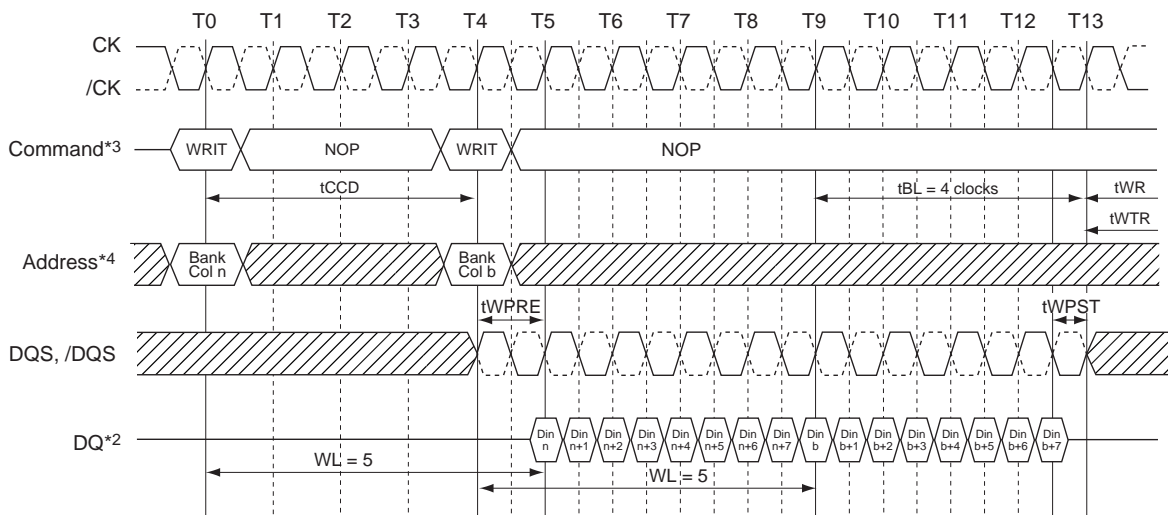 T0 T1 T2 T3 T4 T5 T6 T7 T8 T9 T10 T11 T12 T13
CK
/CK
Command*3 WRIT NOP WRIT NOP
tCCD tBL = 4 clocks tWR
tWTR
Address*4 Bank Col n Bank Col b
tWPRE tWPST
DQS, /DQS
DQ*2 Din n Din n+1 Din n+2 Din n+3 Din n+4 Din n+5 Din n+6 Din n+7 Din b Din b+1 Din b+2 Din b+3 Din b+4 Din b+5 Din b+6 Din b+7
WL = 5
WL = 5